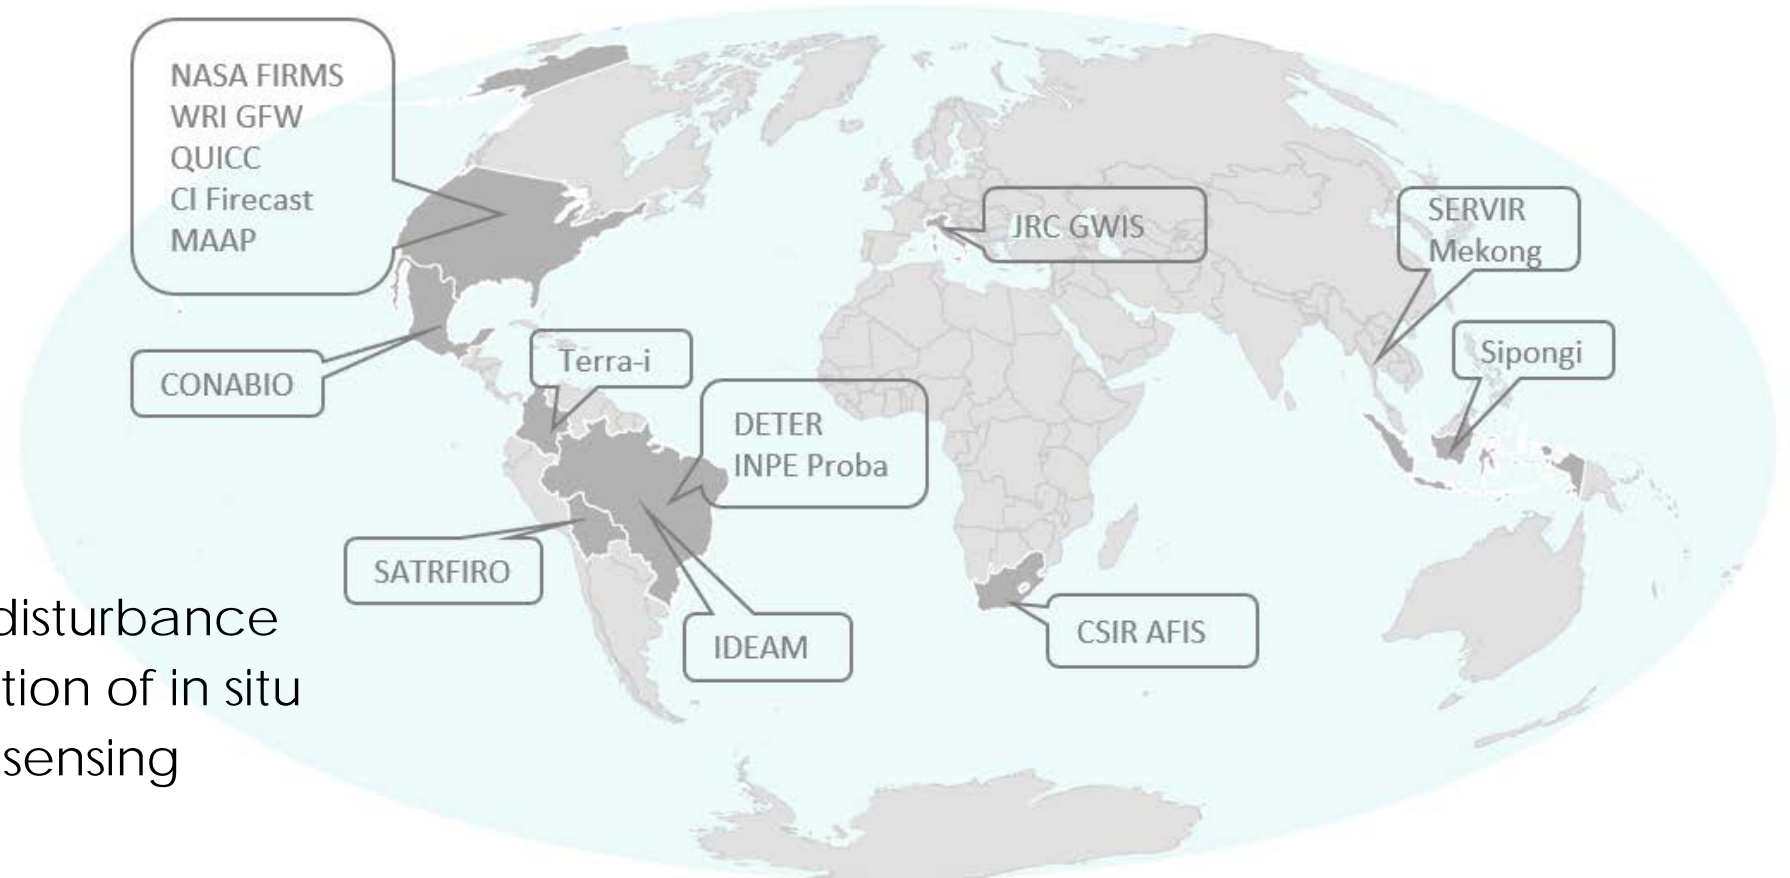 NASA FIRMS
WRI GFW
QUICC
CI Firecast
MAAP
JRC GWIS
SERVIR
Mekong
Sipongi
Terra-i
CONABIO
DETER
INPE Proba
SATRFIRO
IDEAM
CSIR AFIS
disturbance
tion of in situ
sensing